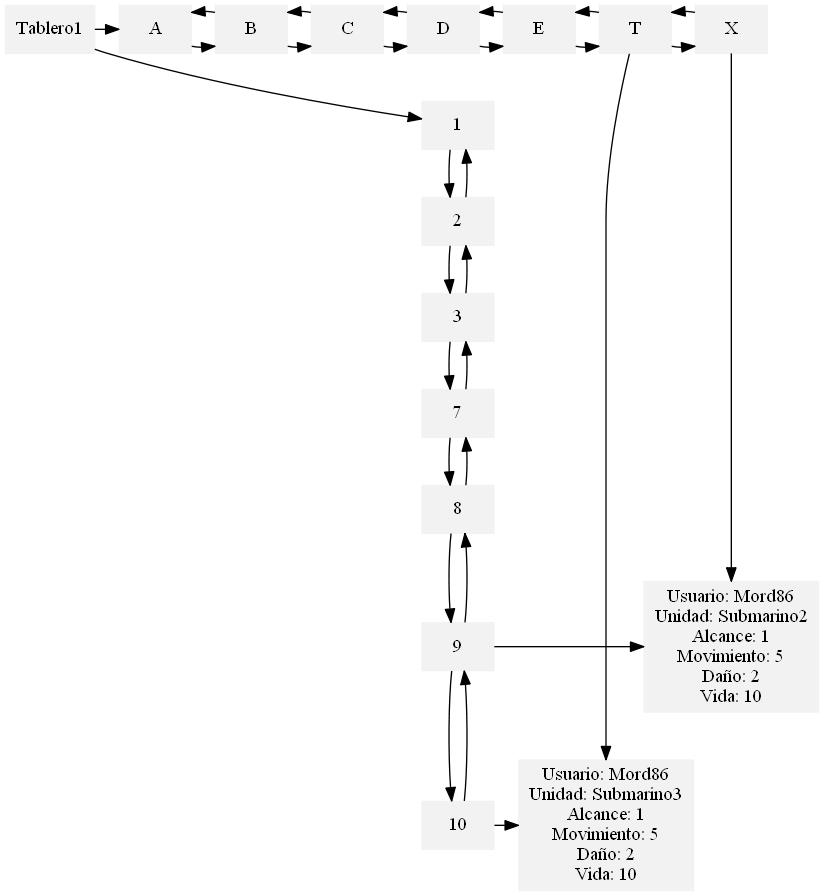 Tablero1
A
B
C
D
E
T
X
1
2
3
7
8
9
Usuario: Mord86
Unidad: Submarino2
Alcance: 1
Movimiento: 5
Daño: 2
Vida: 10
10
Usuario: Mord86
Unidad: Submarino3
Alcance: 1
Movimiento: 5
Daño: 2
Vida: 10